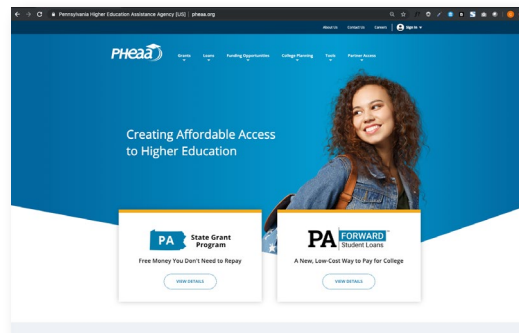 Pennsylvania Higher Education Assistance Agency [US] | pheaa.org
About Us Contact Us Careers Sign In
PHEAA
Grants Loans Funding Opportunities College Planning Tools Partner Access
Creating Affordable Access
to Higher Education
PA State Grant
Program
Free Money You Don't Need to Repay
VIEW DETAILS
PA FORWARD
Student Loans
A New, Low-Cost Way to Pay for College
VIEW DETAILS